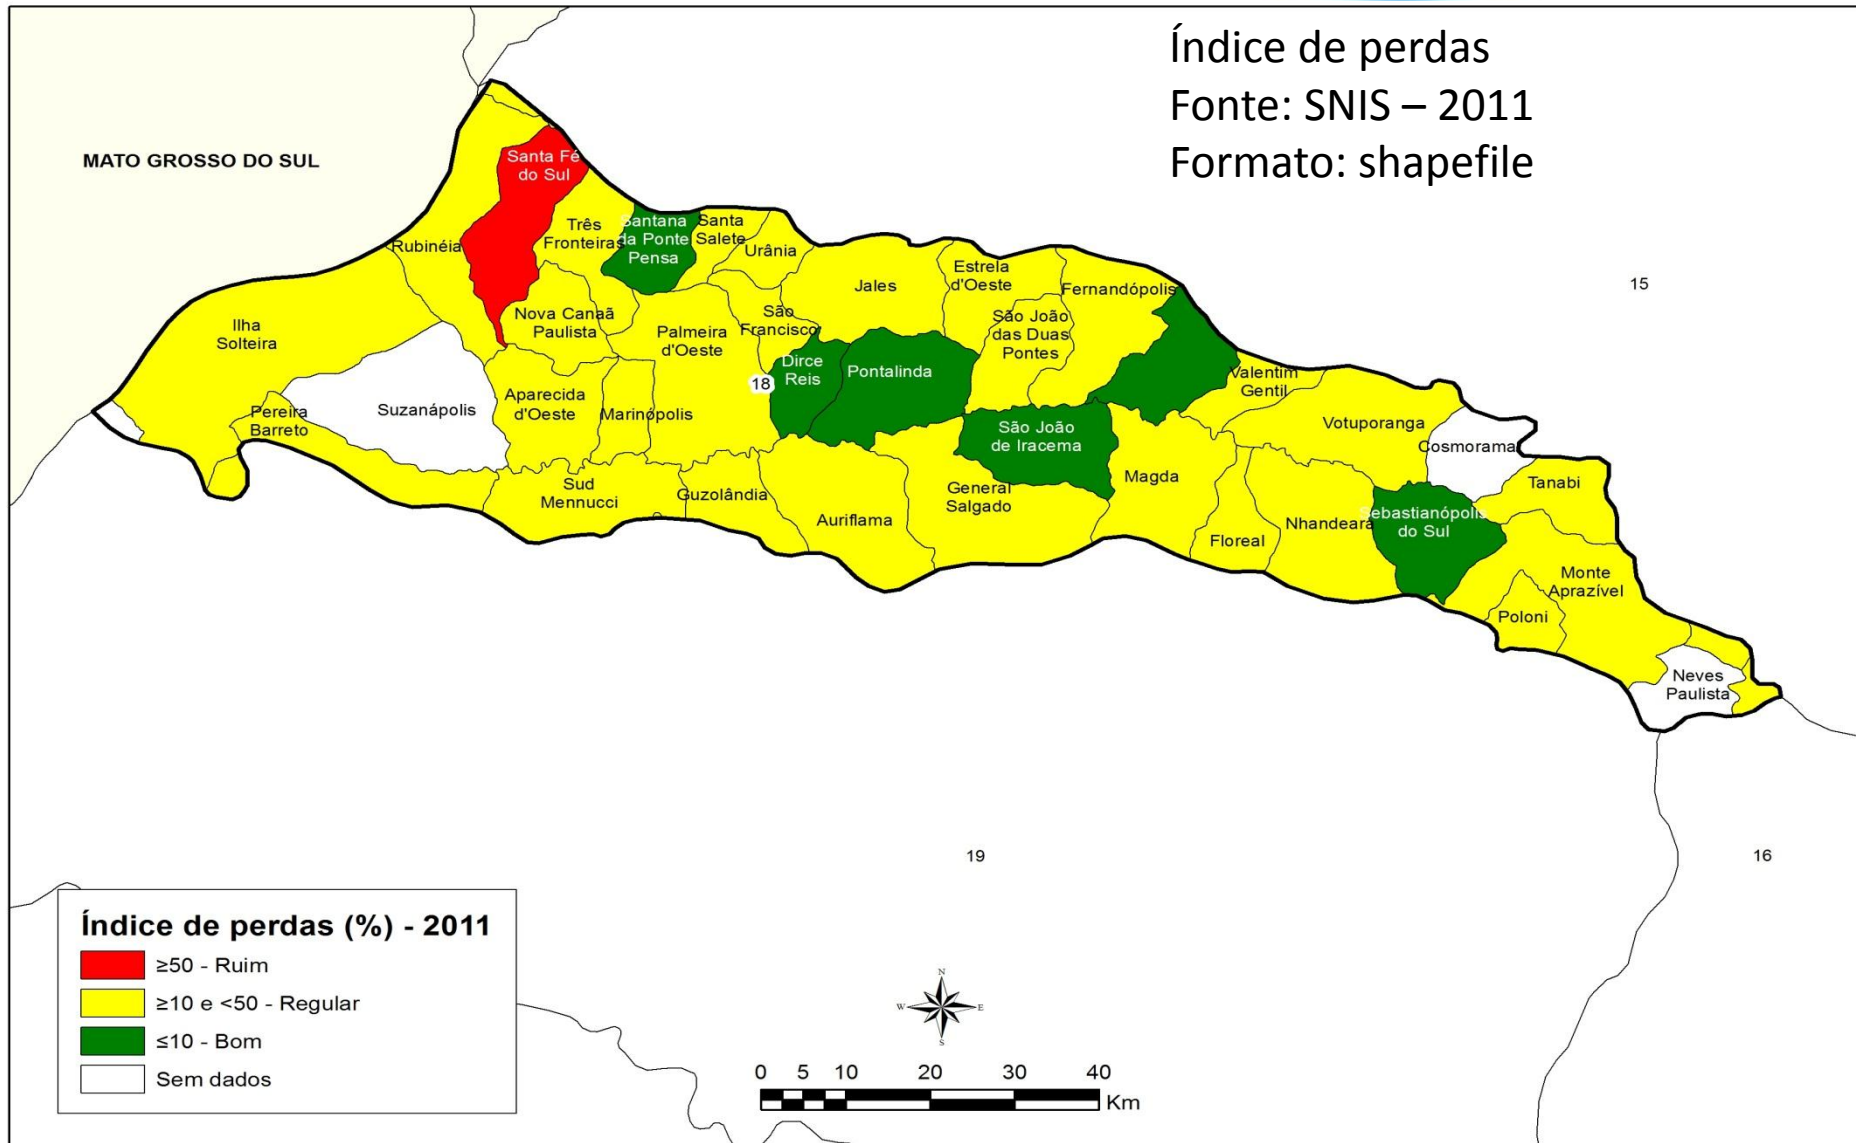 Índice de perdas
Fonte: SNIS – 2011
Formato: shapefile
MATO GROSSO DO SUL
Santa Fé
do Sul
Rubinéia
Três
Fronteiras
Santana
da Ponte
Pensa
Santa
Salete
Urânia
Jales
Estrela
d'Oeste
Fernandópolis
15
Ilha
Solteira
Nova Canaã
Paulista
Palmeira
d'Oeste
São
Francisco
São João
das Duas
Pontes
Dirce
Reis
Pontalinda
18
Valentim
Gentil
Pereira
Barreto
Suzanápolis
Aparecida
d'Oeste
Marinópolis
São João
de Iracema
Votuporanga
Cosmorama
Sud
Mennucci
Guzolândia
Auriflama
General
Salgado
Magda
Floreal
Nhandeara
Sebastianópolis
do Sul
Tanabi
Monte
Aprazível
Poloni
Neves
Paulista
19
16
Índice de perdas (%) - 2011
≥50 - Ruim
≥10 e <50 - Regular
≤10 - Bom
Sem dados
N
W
E
S
0 5 10 20 30 40
Km